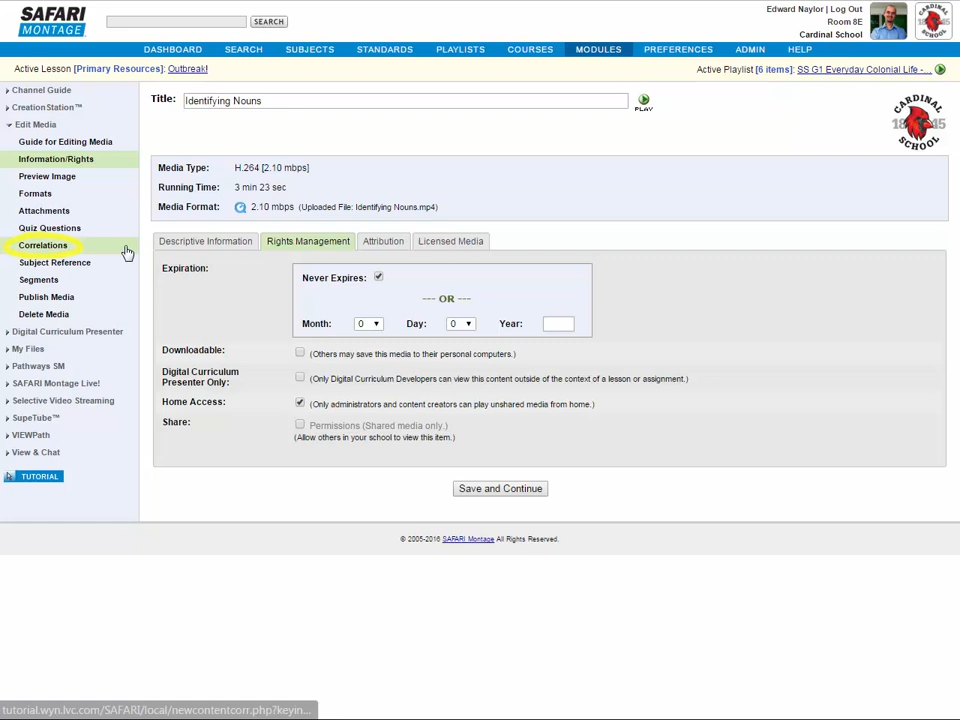 SAFARI
MONTAGE
SEARCH
Edward Naylor | Log Out
Room 8E
Cardinal School
DASHBOARD SEARCH SUBJECTS STANDARDS PLAYLISTS COURSES MODULES PREFERENCES ADMIN HELP
Active Lesson [Primary Resources]: Outbreak!
Active Playlist [6 items]: SS G1 Everyday Colonial Life -...
Channel Guide
CreationStation™
Edit Media
Guide for Editing Media
Information/Rights
Preview Image
Formats
Attachments
Quiz Questions
Correlations
Subject Reference
Segments
Publish Media
Delete Media
Digital Curriculum Presenter
My Files
Pathways SM
SAFARI Montage Live!
Selective Video Streaming
SupeTube™
VIEWPath
View & Chat
TUTORIAL
Title: Identifying Nouns
PLAY
CARDINAL
18 45
SCHOOL
Media Type: H.264 [2.10 mbps]
Running Time: 3 min 23 sec
Media Format: 2.10 mbps (Uploaded File: Identifying Nouns.mp4)
Descriptive Information Rights Management Attribution Licensed Media
Expiration:
Never Expires:
--- OR ---
Month: 0 Day: 0 Year:
Downloadable: (Others may save this media to their personal computers.)
Digital Curriculum
Presenter Only: (Only Digital Curriculum Developers can view this content outside of the context of a lesson or assignment.)
Home Access: (Only administrators and content creators can play unshared media from home.)
Share: Permissions (Shared media only.)
(Allow others in your school to view this item.)
Save and Continue
© 2005-2016 SAFARI Montage All Rights Reserved.
tutorial.wyn.lvc.com/SAFARI/local/newcontentcorr.php?keyin...